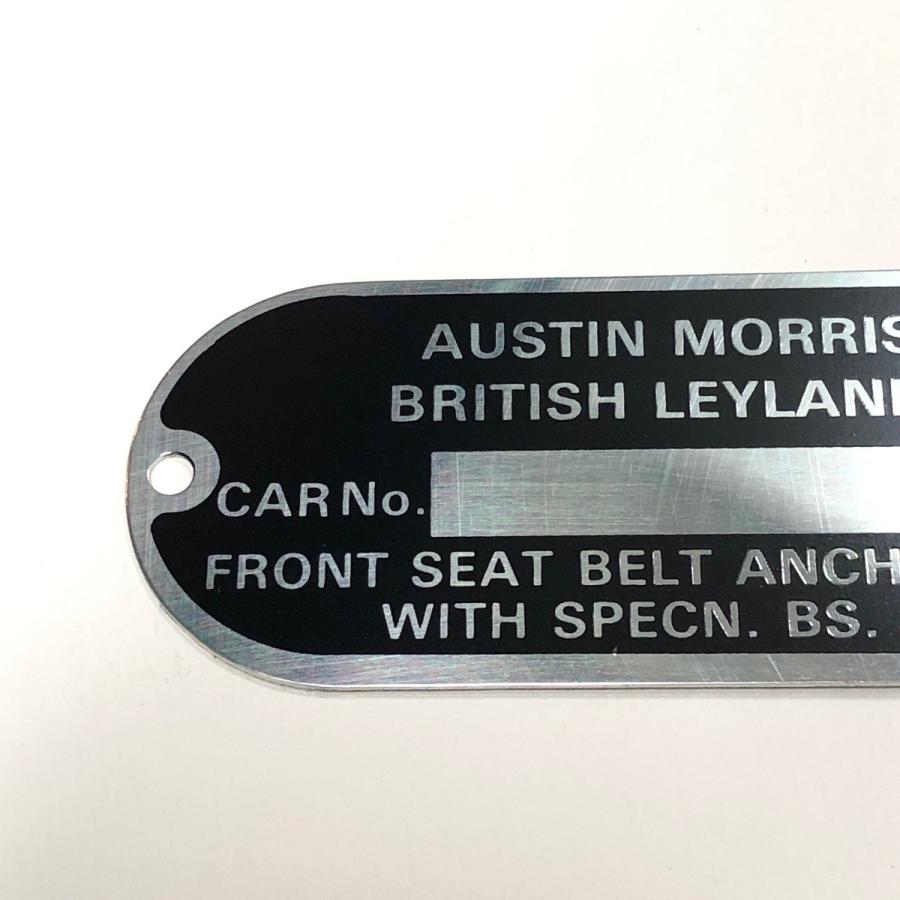 AUSTIN MORRIS
BRITISH LEYLAN
CAR No.
FRONT SEAT BELT ANCH
WITH SPECN. BS.